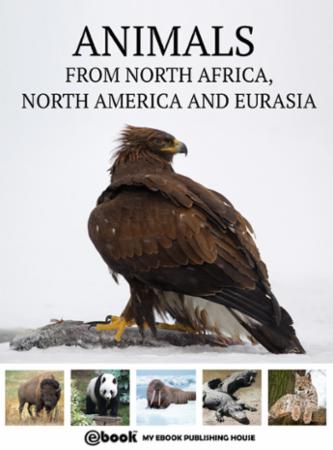 ANIMALS
FROM NORTH AFRICA,
NORTH AMERICA AND EURASIA
ebook MY EBOOK PUBLISHING HOUSE